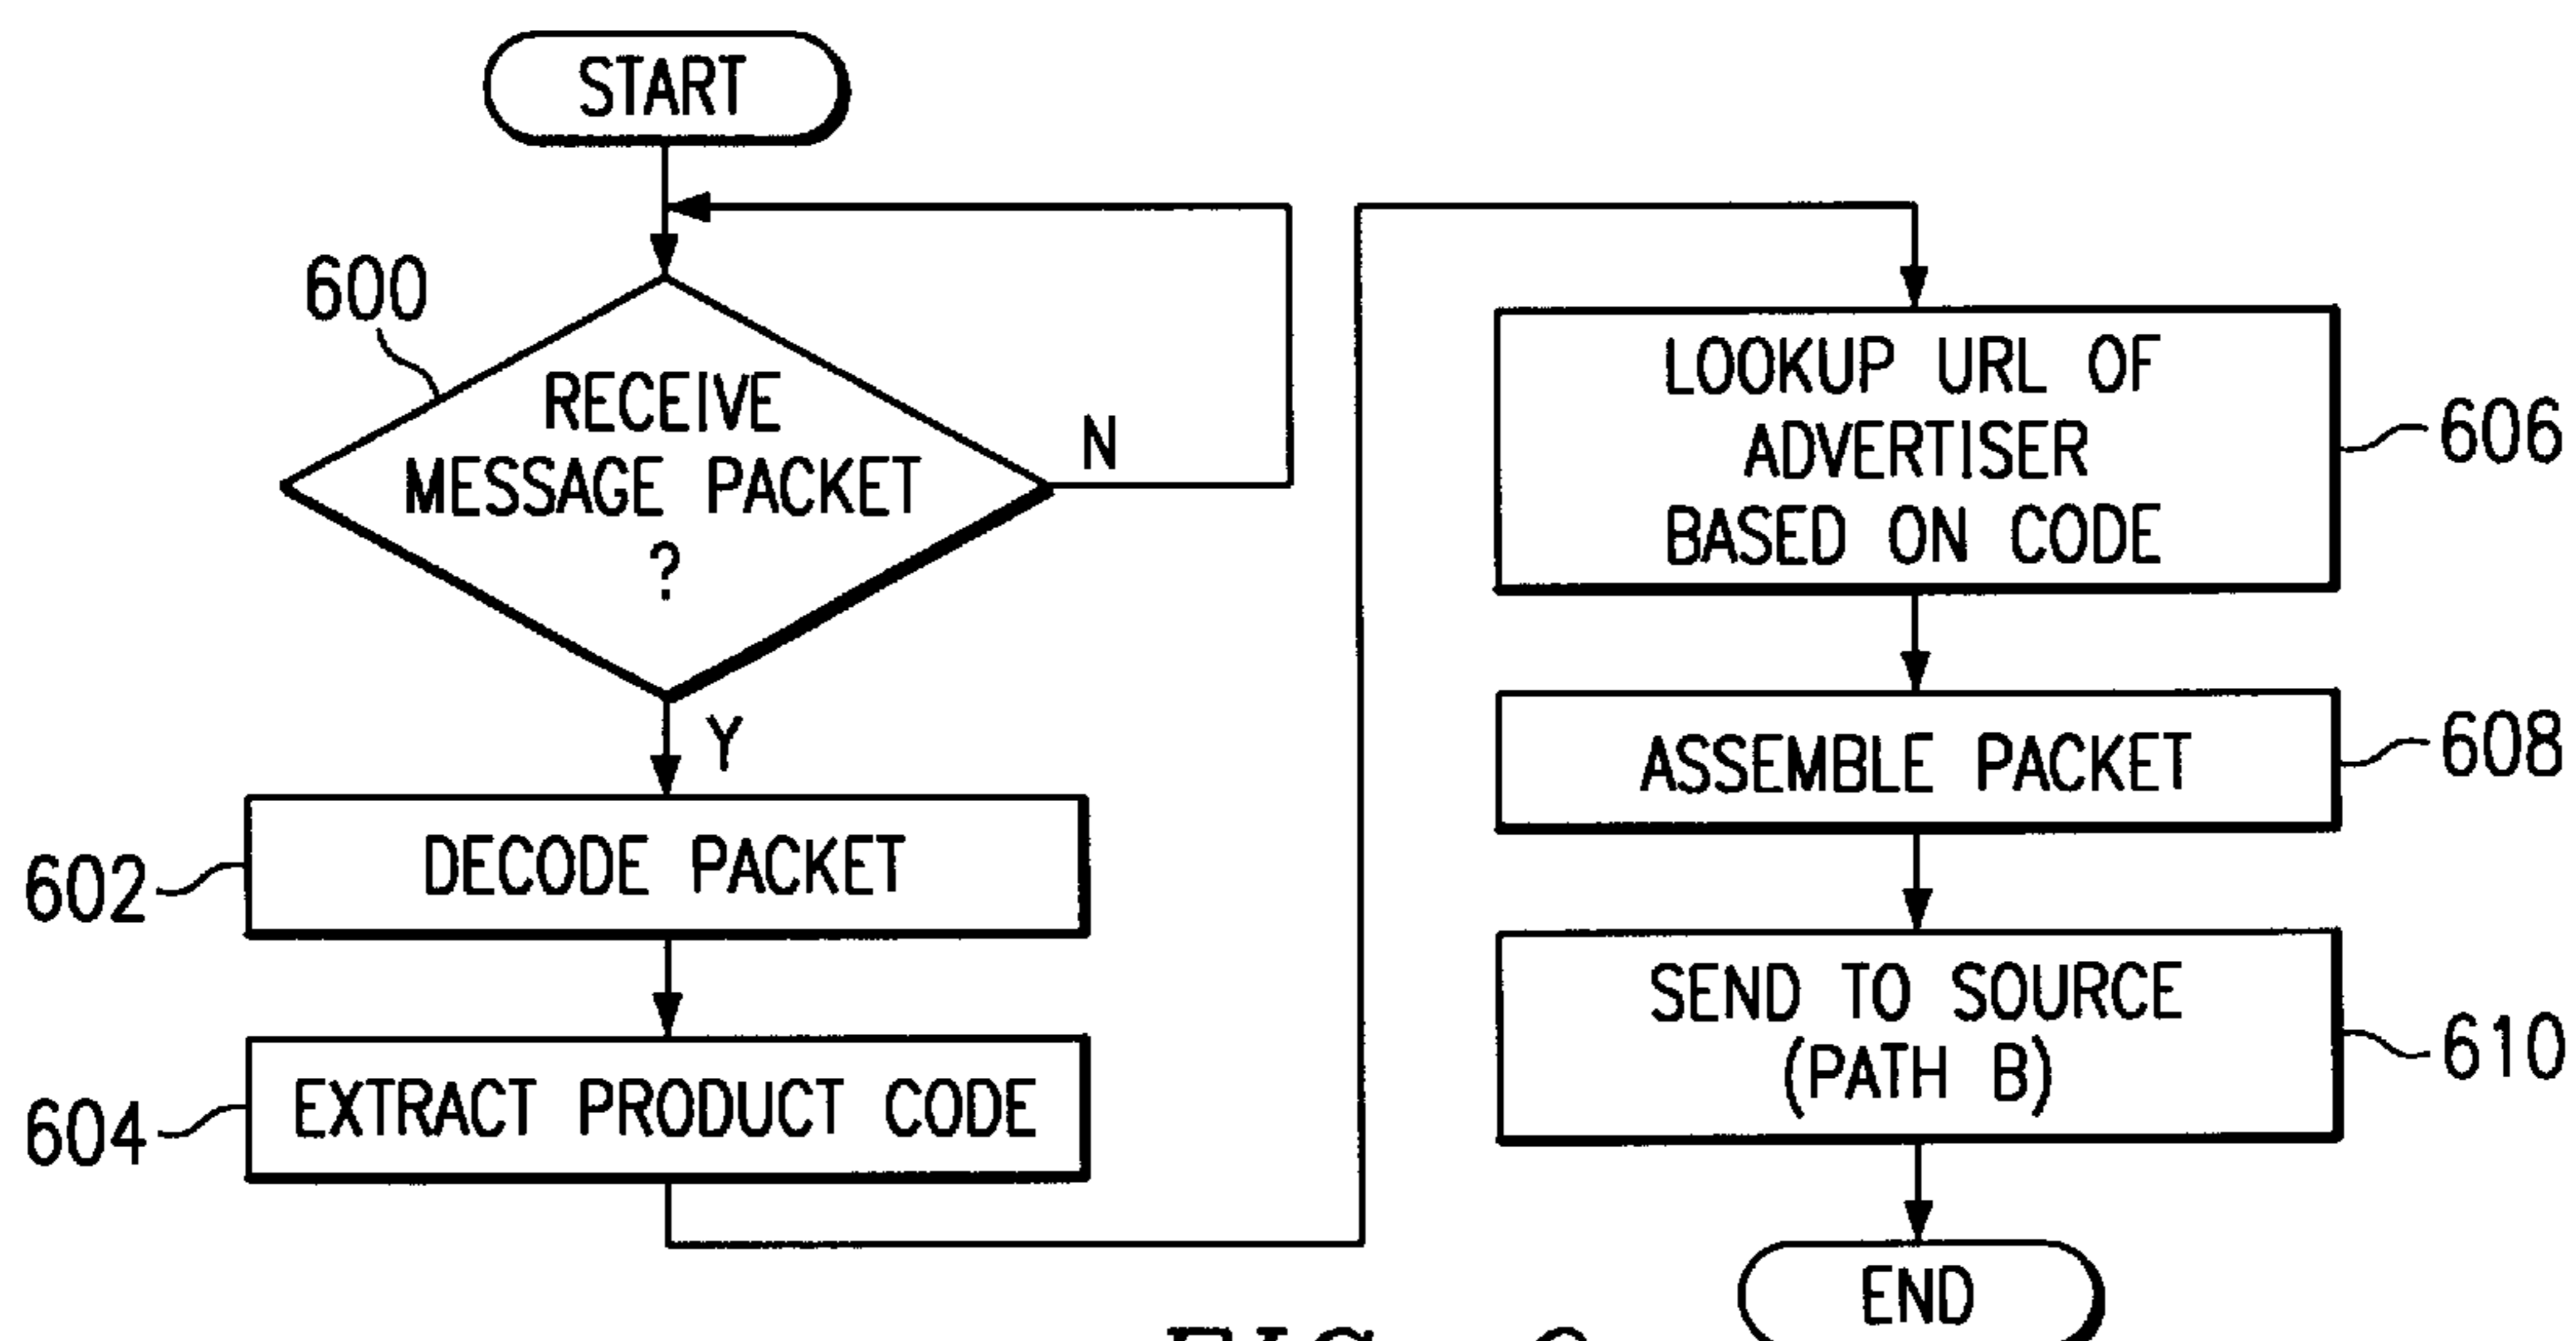 START
600
RECEIVE
MESSAGE PACKET
?
N
Y
602
DECODE PACKET
604
EXTRACT PRODUCT CODE
LOOKUP URL OF
ADVERTISER
BASED ON CODE
606
ASSEMBLE PACKET
608
SEND TO SOURCE
(PATH B)
610
END